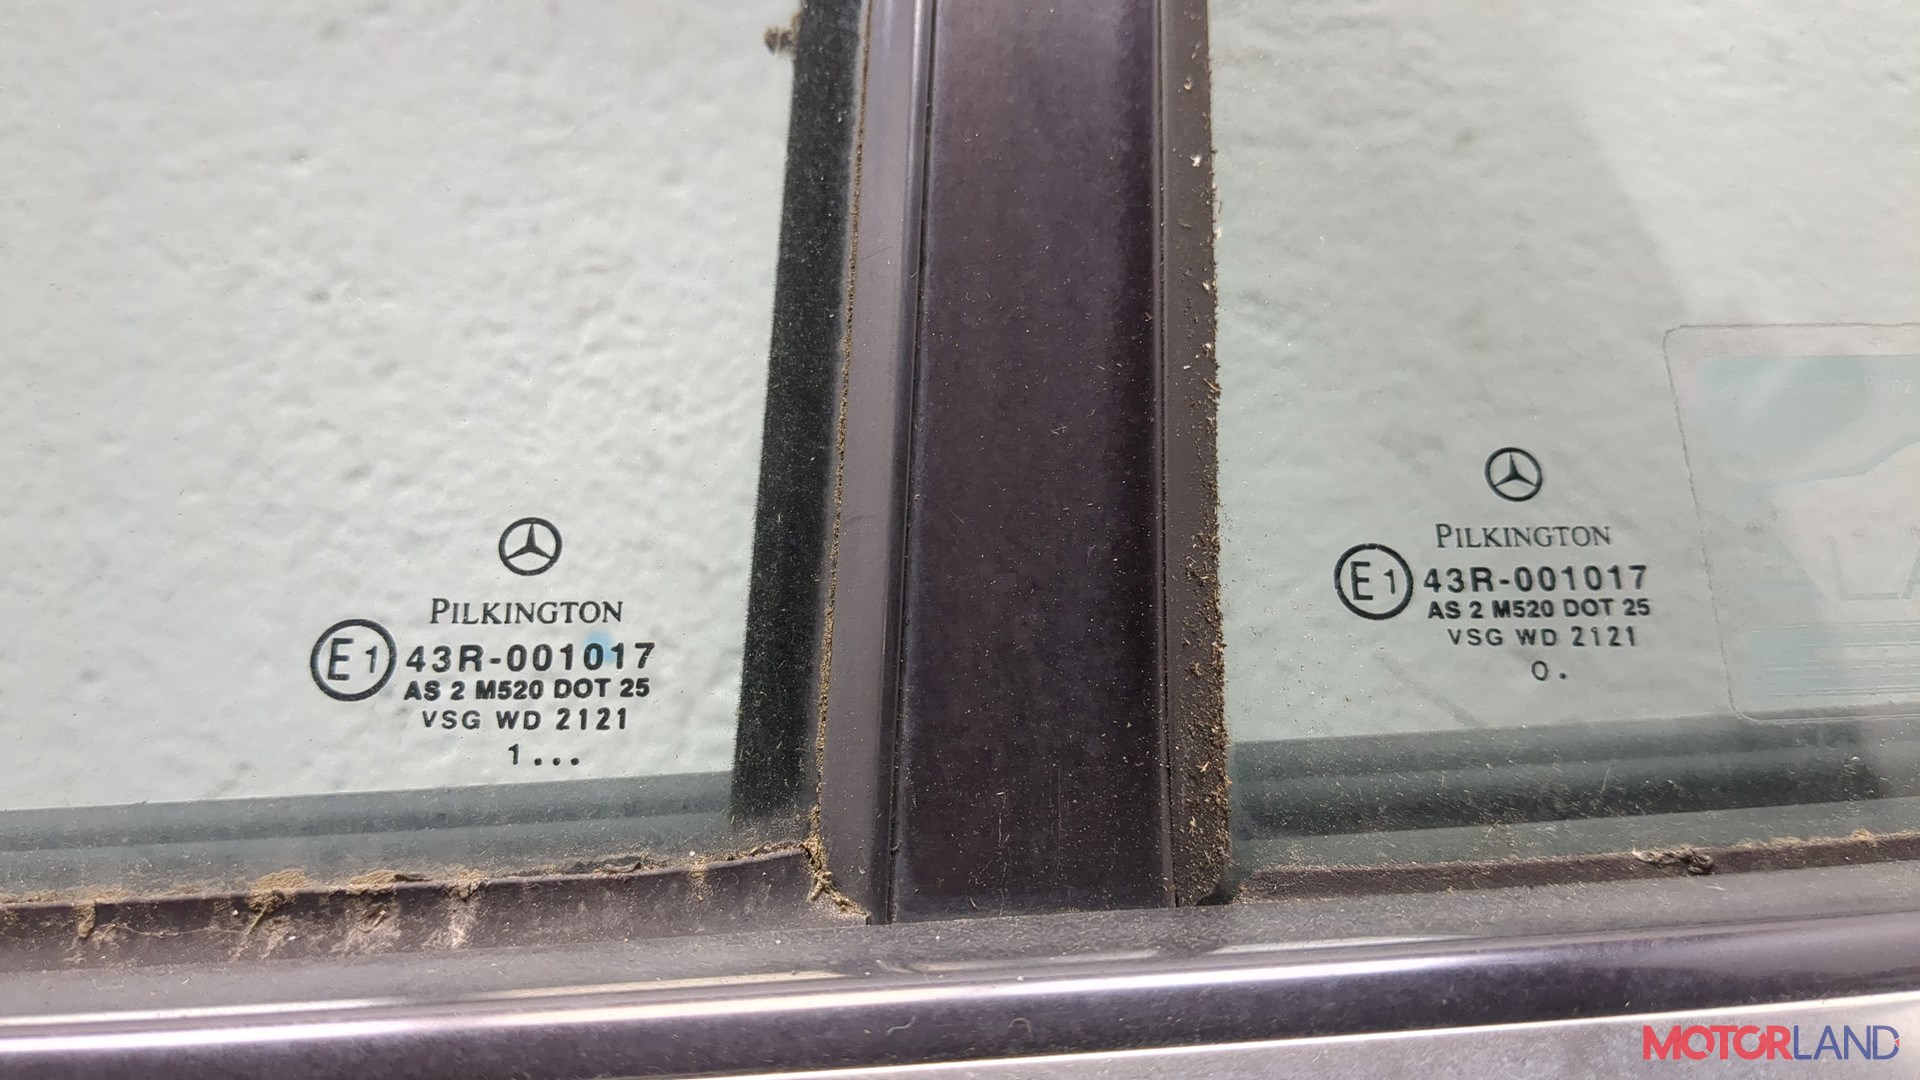 PILKINGTON
E1 43R-001017
AS 2 M520 DOT 25
VSG WD 2121
1...
PILKINGTON
E1 43R-001017
AS 2 M520 DOT 25
VSG WD 2121
0.
MOTORLAND